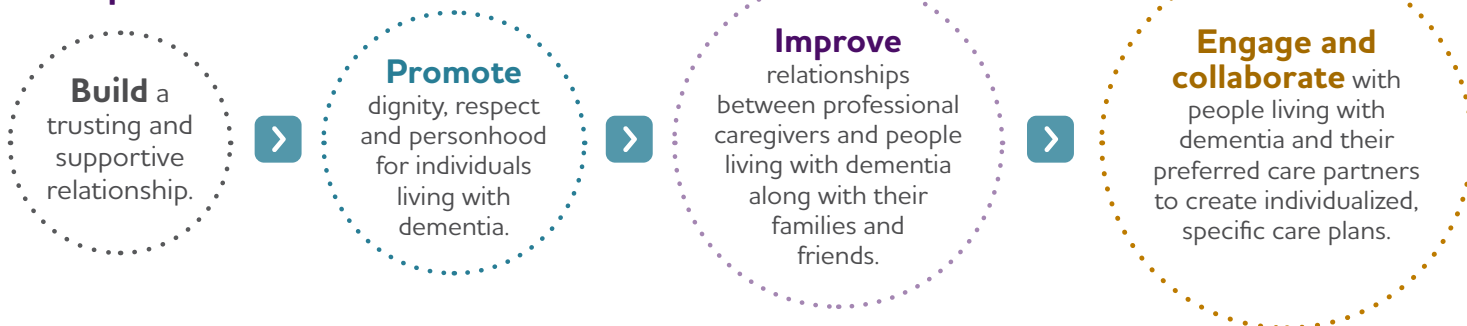 Build a
trusting and
supportive
relationship.
Promote
dignity, respect
and personhood
for individuals
living with
dementia.
Improve
relationships
between professional
caregivers and people
living with dementia
along with their
families and
friends.
Engage and
collaborate with
people living with
dementia and their
preferred care partners
to create individualized,
specific care plans.